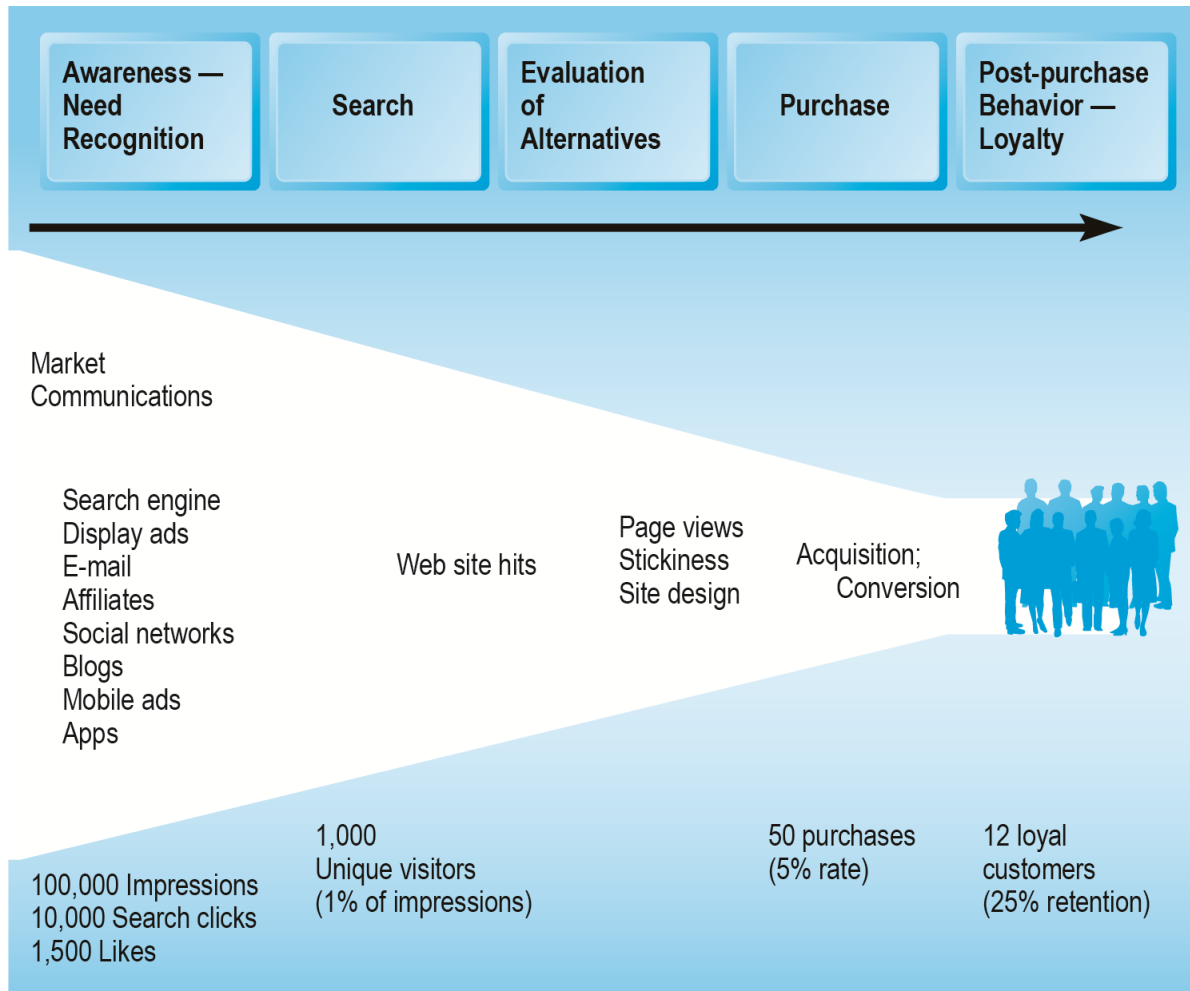 Awareness —
Need
Recognition
Search
Evaluation
of
Alternatives
Purchase
Post-purchase
Behavior —
Loyalty
Market
Communications
Search engine
Display ads
E-mail
Affiliates
Social networks
Blogs
Mobile ads
Apps
Web site hits
Page views
Stickiness
Site design
Acquisition;
Conversion
100,000 Impressions
10,000 Search clicks
1,500 Likes
1,000
Unique visitors
(1% of impressions)
50 purchases
(5% rate)
12 loyal
customers
(25% retention)